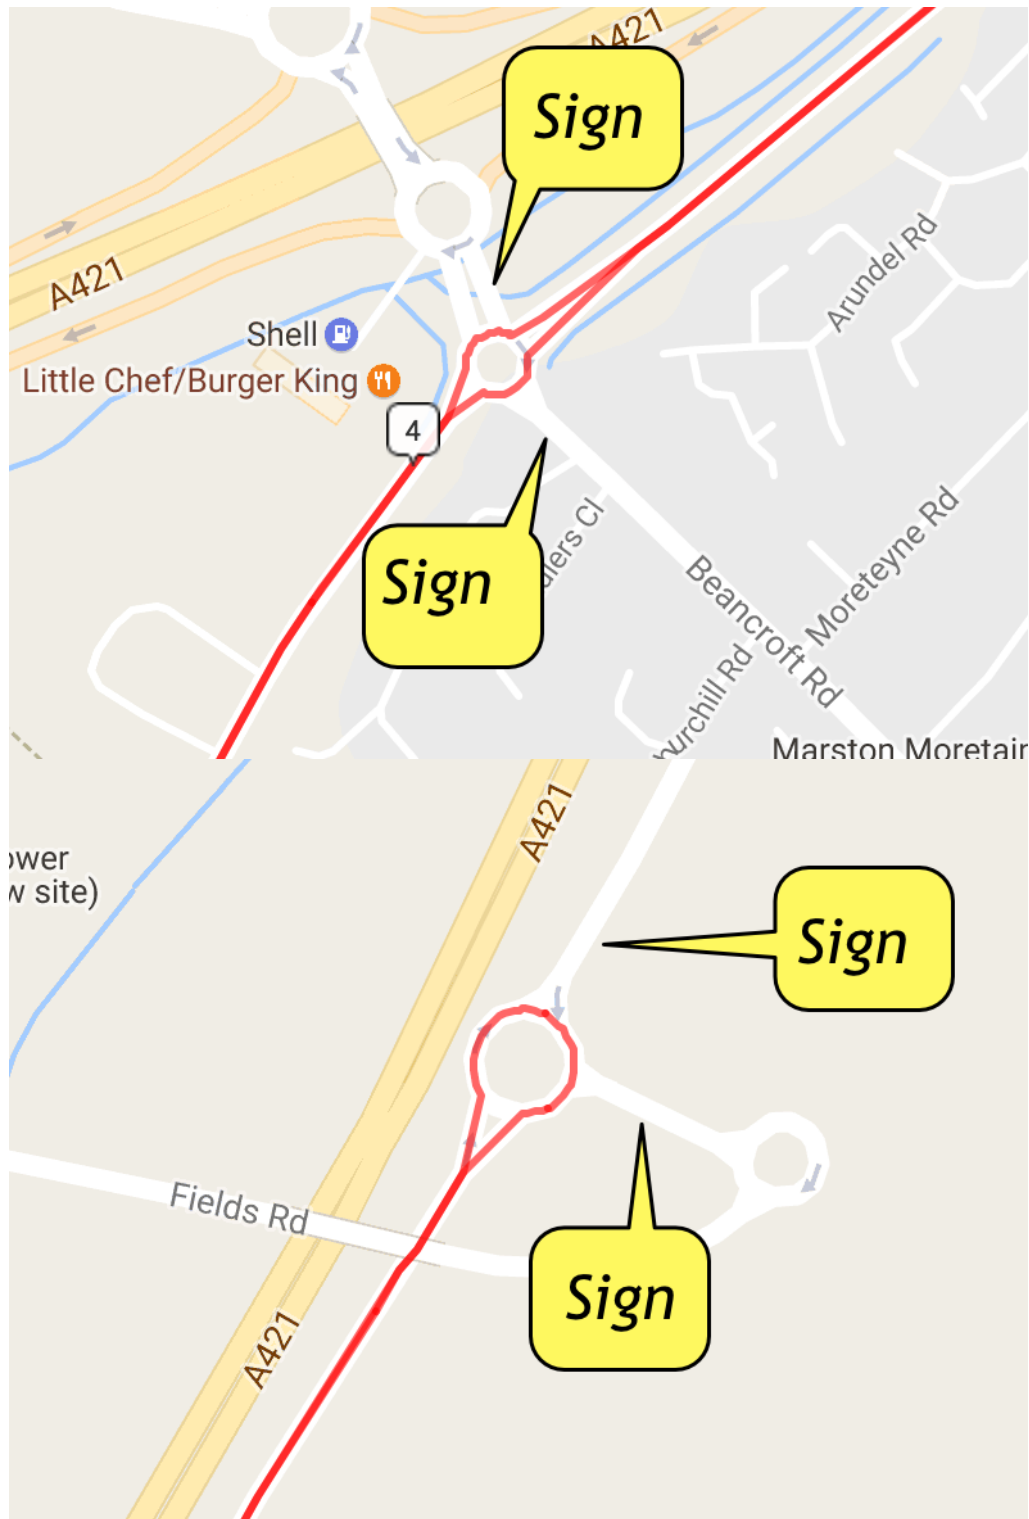 A421
Sign
A421
Arundel Rd
Shell
Little Chef/Burger King
4
Sign
Moreteyne Rd
Beancroft Rd
Marston Moretain
A421
Sign
Fields Rd
Sign
A421